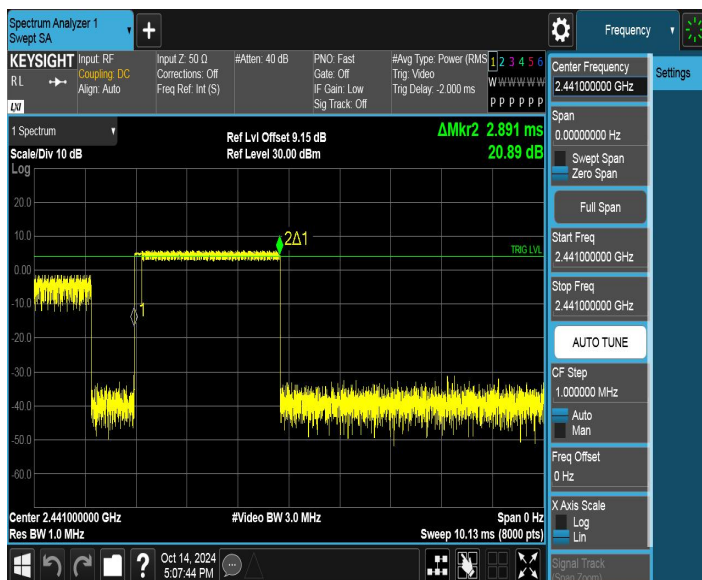 Spectrum Analyzer 1
Swept SA
Frequency
KEYSIGHT
RL
LXI
Input: RF
Coupling: DC
Align: Auto
Input Z: 50 Ω
Corrections: Off
Freq Ref: Int (S)
#Atten: 40 dB
PNO: Fast
Gate: Off
IF Gain: Low
Sig Track: Off
#Avg Type: Power (RMS
Trig: Video
Trig Delay: -2.000 ms
1 2 3 4 5 6
W W W W W W
P P P P P P
1 Spectrum
Scale/Div 10 dB
Ref Lvl Offset 9.15 dB
Ref Level 30.00 dBm
ΔMkr2 2.891 ms
20.89 dB
Log
20.0
10.0
0.00
-10.0
-20.0
-30.0
-40.0
-50.0
-60.0
2Δ1
1
TRIG LVL
Center 2.441000000 GHz
Res BW 1.0 MHz
#Video BW 3.0 MHz
Span 0 Hz
Sweep 10.13 ms (8000 pts)
?
Oct 14, 2024
5:07:44 PM
Center Frequency
2.441000000 GHz
Span
0.00000000 Hz
Swept Span
Zero Span
Full Span
Start Freq
2.441000000 GHz
Stop Freq
2.441000000 GHz
AUTO TUNE
CF Step
1.000000 MHz
Auto
Man
Freq Offset
0 Hz
X Axis Scale
Log
Lin
Signal Track
(Span Zoom)
Settings